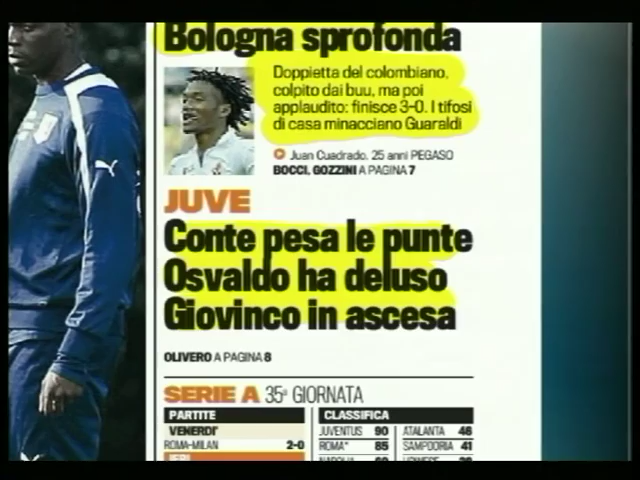 Bologna sprofonda
Doppietta del colombiano,
colpito dai buu, ma poi
applaudito: finisce 3-0. I tifosi
di casa minacciano Guaraldi
Juan Cuadrado, 25 anni PEGASO
BOCCI, GOZZINI A PAGINA 7
JUVE
Conte pesa le punte
Osvaldo ha deluso
Giovinco in ascesa
OLIVERO A PAGINA 8
SERIE A 35ª GIORNATA
PARTITE
VENERDI'
ROMA-MILAN 2-0
IERI
CLASSIFICA
JUVENTUS 90 ATALANTA 46
ROMA* 85 SAMPDORIA 41